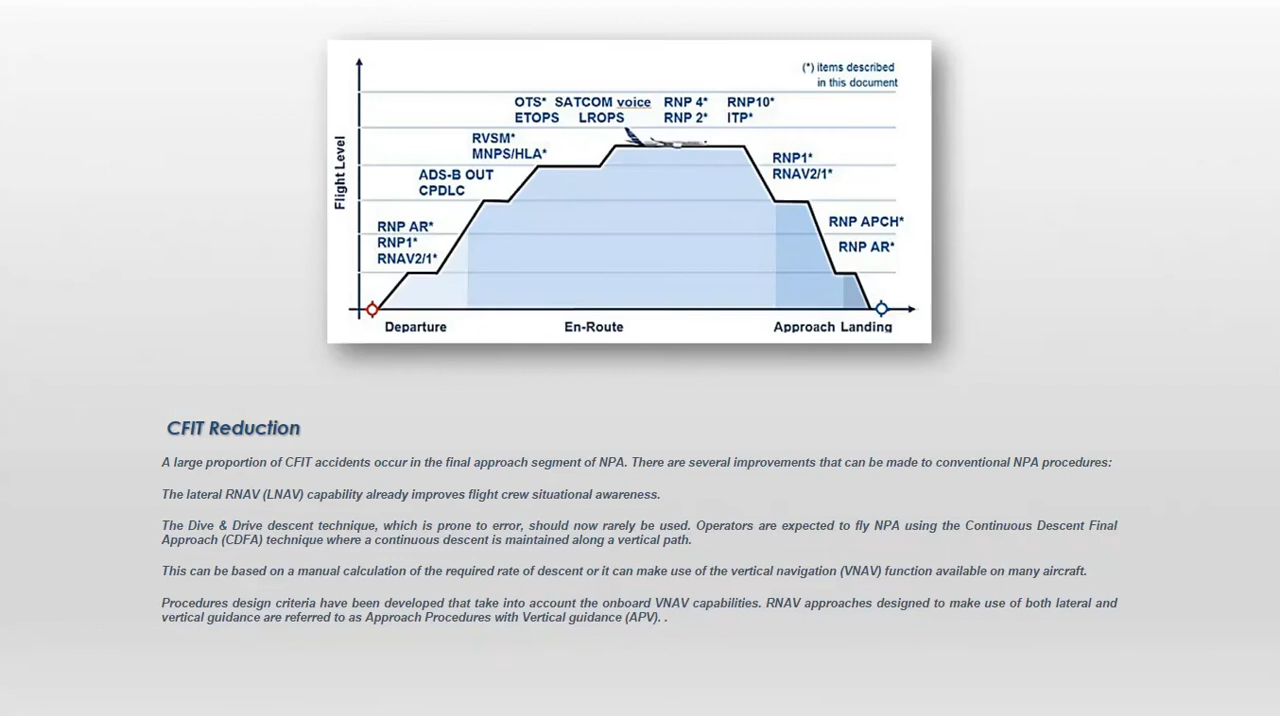 (*) items described
in this document
OTS* SATCOM voice RNP 4* RNP10*
ETOPS LROPS RNP 2* ITP*
RVSM*
MNPS/HLA*
RNP1*
RNAV2/1*
ADS-B OUT
CPDLC
Flight Level
RNP AR*
RNP1*
RNAV2/1*
RNP APCH*
RNP AR*
Departure En-Route Approach Landing
CFIT Reduction
A large proportion of CFIT accidents occur in the final approach segment of NPA. There are several improvements that can be made to conventional NPA procedures:
The lateral RNAV (LNAV) capability already improves flight crew situational awareness.
The Dive & Drive descent technique, which is prone to error, should now rarely be used. Operators are expected to fly NPA using the Continuous Descent Final
Approach (CDFA) technique where a continuous descent is maintained along a vertical path.
This can be based on a manual calculation of the required rate of descent or it can make use of the vertical navigation (VNAV) function available on many aircraft.
Procedures design criteria have been developed that take into account the onboard VNAV capabilities. RNAV approaches designed to make use of both lateral and
vertical guidance are referred to as Approach Procedures with Vertical guidance (APV). .